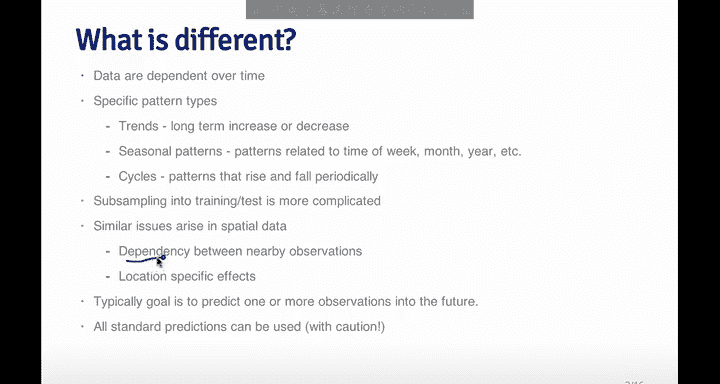 What is different?
· Data are dependent over time
· Specific pattern types
- Trends - long term increase or decrease
- Seasonal patterns - patterns related to time of week, month, year, etc.
- Cycles - patterns that rise and fall periodically
· Subsampling into training/test is more complicated
· Similar issues arise in spatial data
- Dependency between nearby observations
- Location specific effects
· Typically goal is to predict one or more observations into the future.
· All standard predictions can be used (with caution!)